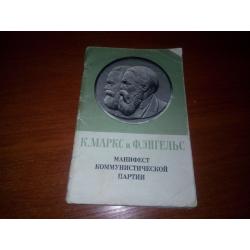 К. МАРКС и Ф. ЭНГЕЛЬС
МАНИФЕСТ
КОММУНИСТИЧЕСКОЙ
ПАРТИИ